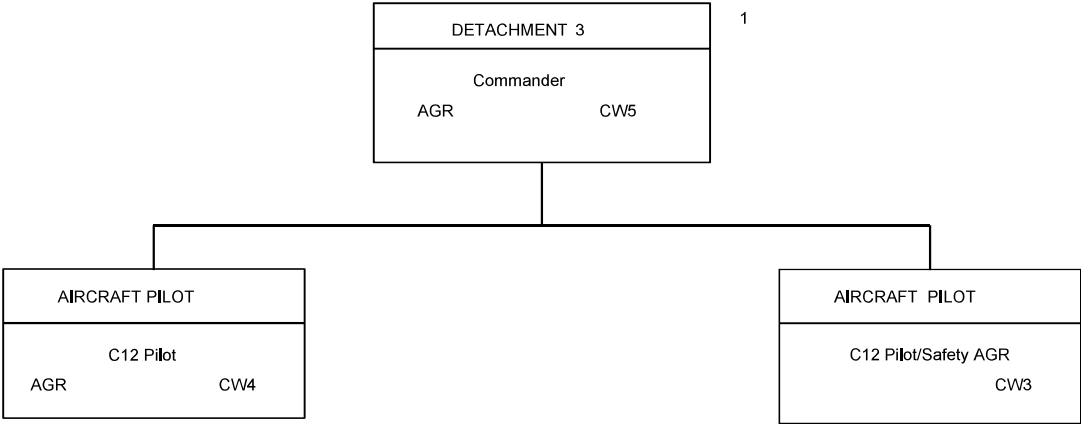 DETACHMENT 3
1
Commander
AGR CW5
AIRCRAFT PILOT
C12 Pilot
AGR CW4
AIRCRAFT PILOT
C12 Pilot/Safety AGR
CW3